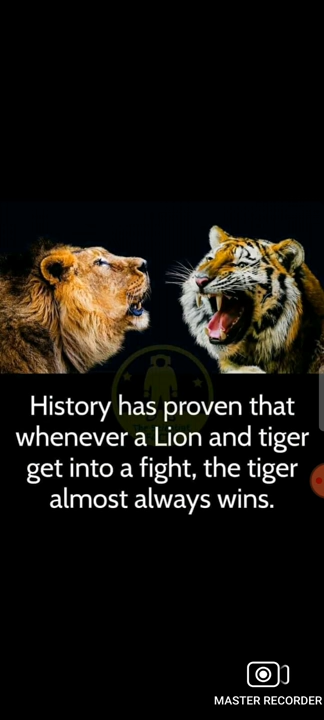 History has proven that
whenever a Lion and tiger
get into a fight, the tiger
almost always wins.
MASTER RECORDER